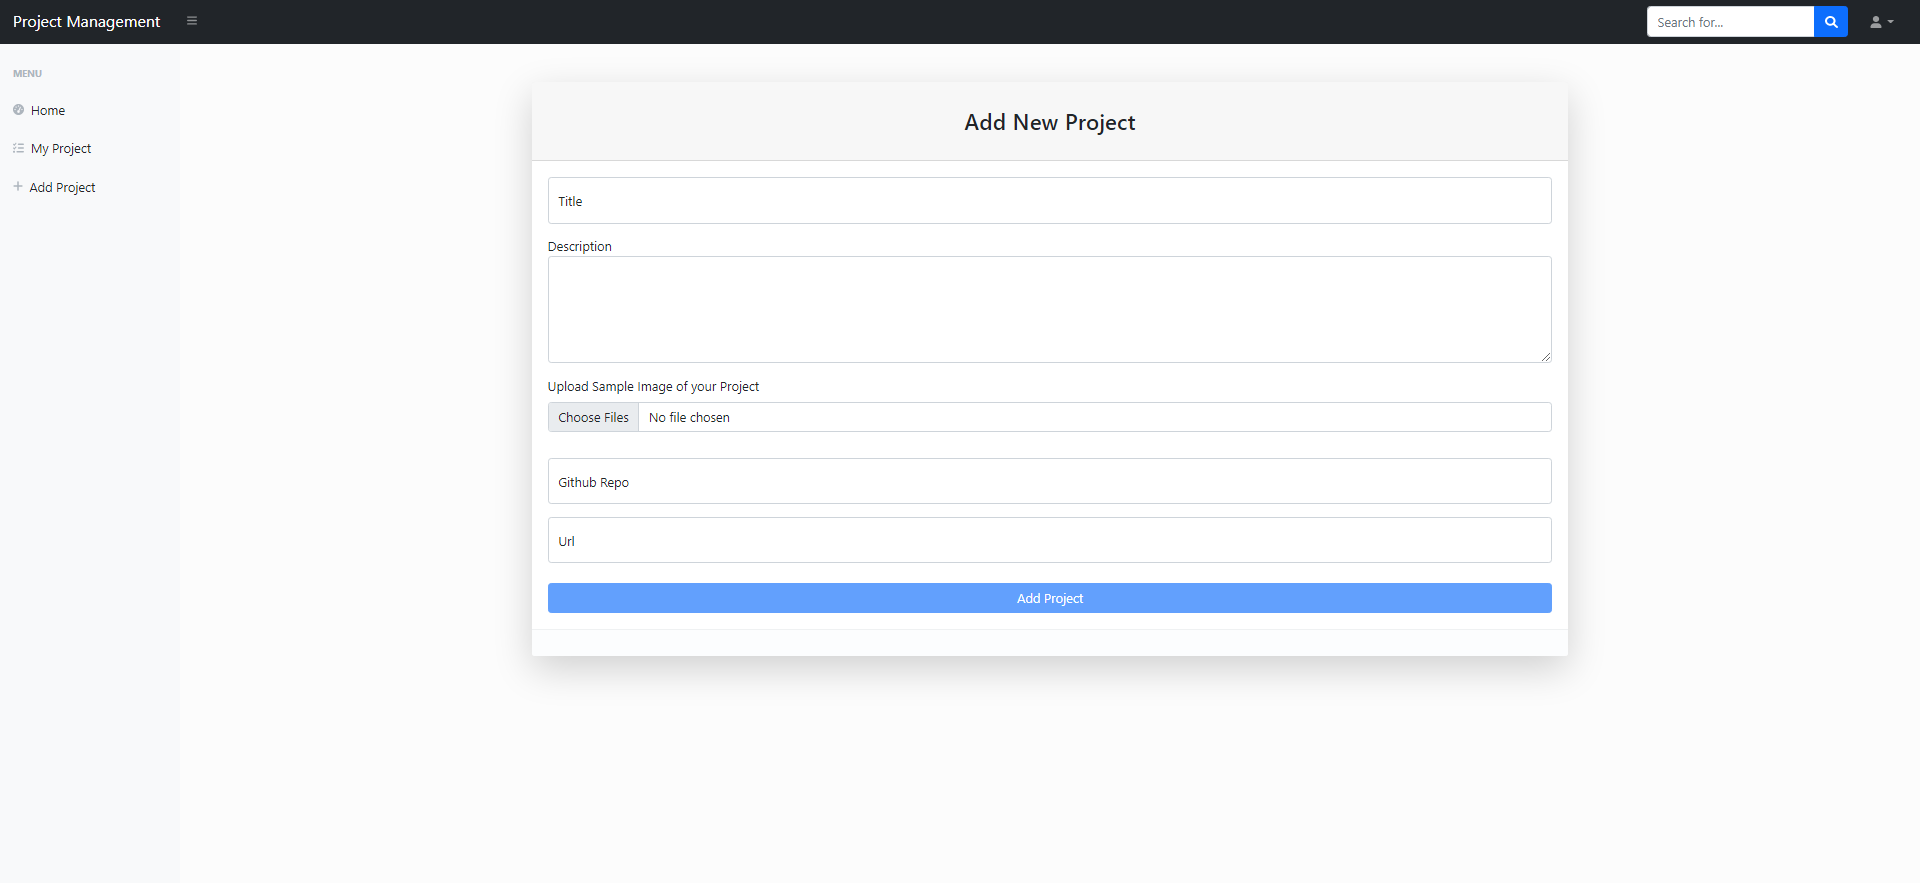 Project Management
Search for...
MENU
Home
My Project
Add Project
Add New Project
Title
Description
Upload Sample Image of your Project
Choose Files No file chosen
Github Repo
Url
Add Project